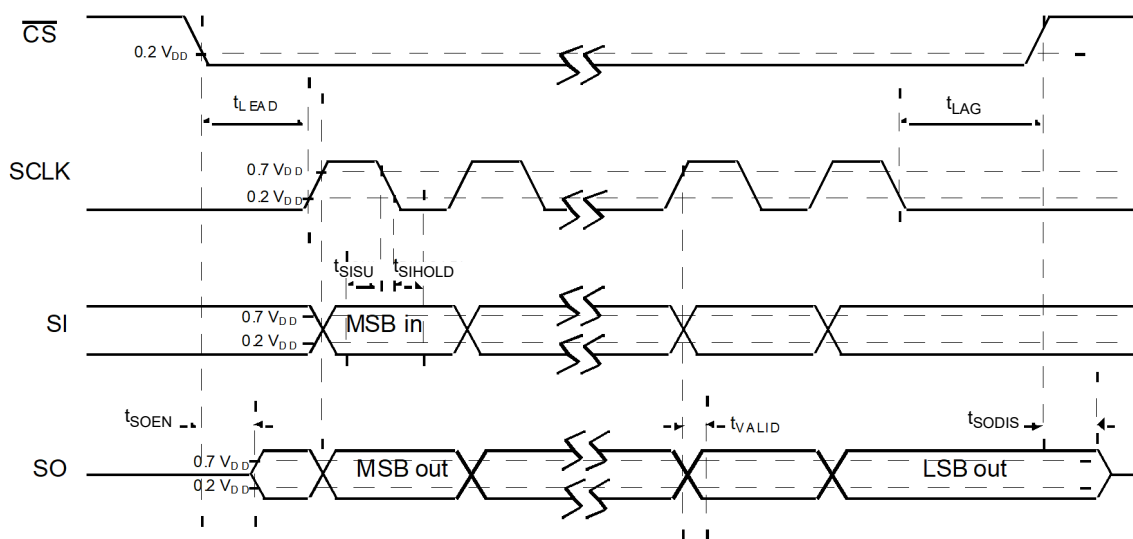 CS
0.2 VDD
tLEAD
tLAG
SCLK
0.7 VDD
0.2 VDD
tSISU
tSIHOLD
SI
0.7 VDD
0.2 VDD
MSB in
tSOEN
tVALID
tSODIS
SO
0.7 VDD
0.2 VDD
MSB out
LSB out